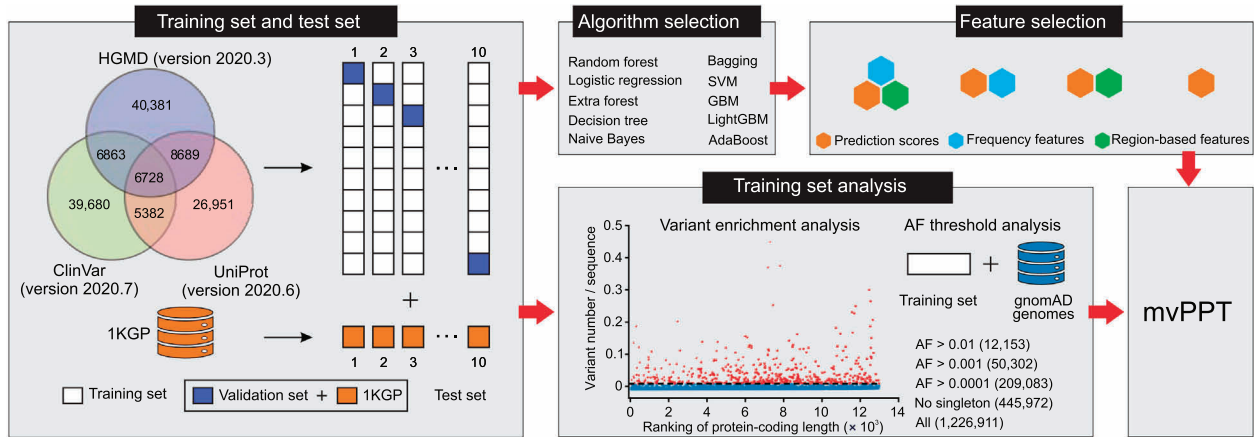 Training set and test set
HGMD (version 2020.3)
40,381
6863
8689
6728
39,680
5382
26,951
ClinVar
(version 2020.7)
UniProt
(version 2020.6)
1KGP
1 2 3 10
...
+
1 2 3 10
...
Training set
Validation set + 1KGP
Test set
Algorithm selection
Random forest
Logistic regression
Extra forest
Decision tree
Naive Bayes
Bagging
SVM
GBM
LightGBM
AdaBoost
Feature selection
Prediction scores
Frequency features
Region-based features
Training set analysis
Variant enrichment analysis
Variant number / sequence
0.5
0.4
0.3
0.2
0.1
0
0 2 4 6 8 10 12 14
Ranking of protein-coding length (× 10³)
AF threshold analysis
+
Training set
gnomAD
genomes
AF > 0.01 (12,153)
AF > 0.001 (50,302)
AF > 0.0001 (209,083)
No singleton (445,972)
All (1,226,911)
mvPPT